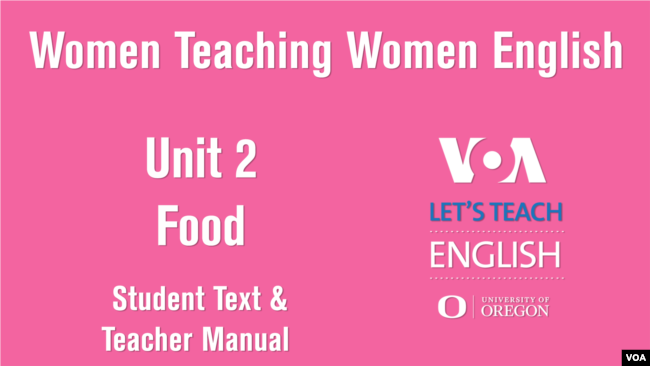 Women Teaching Women English
Unit 2
Food
Student Text &
Teacher Manual
VOA
LET'S TEACH
ENGLISH
O UNIVERSITY OF
OREGON
VOA